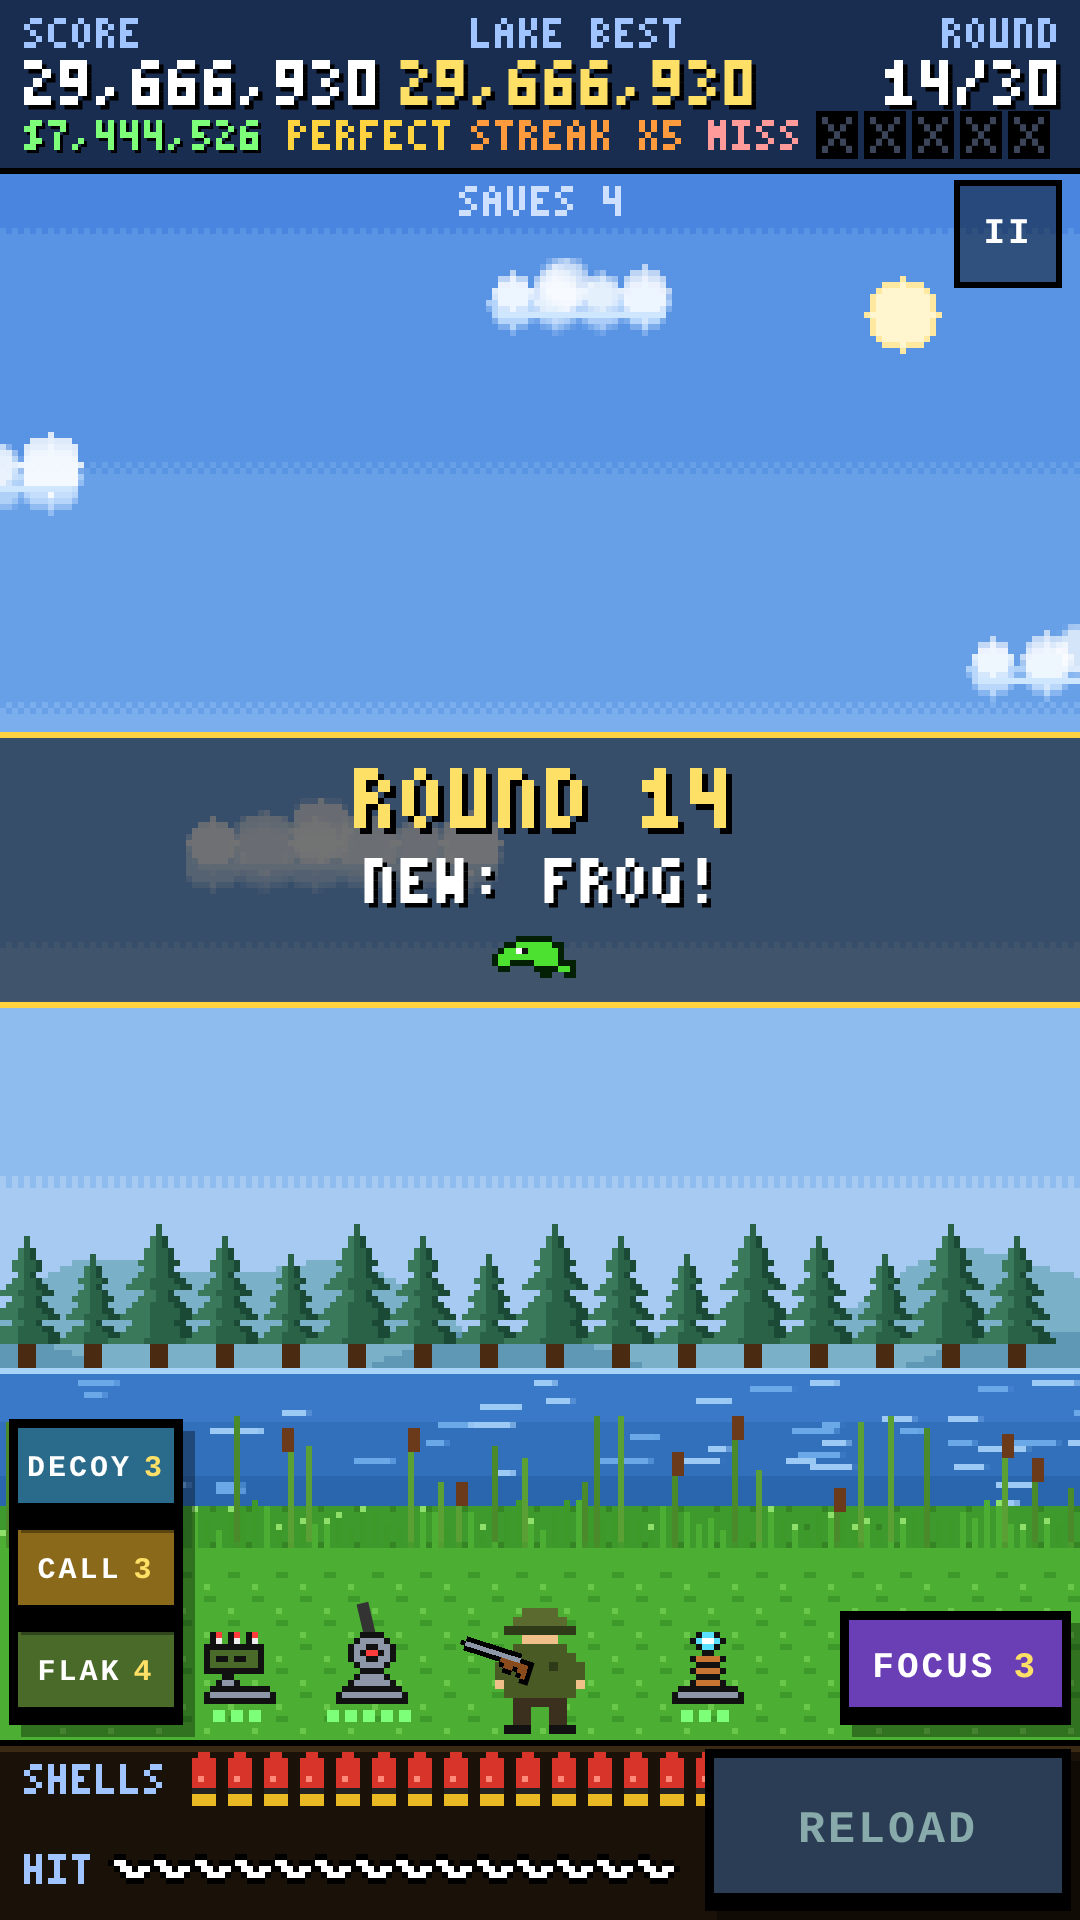 SCORE LAKE BEST ROUND
29,666,930 29,666,930 14/30
$7,444,526 PERFECT STREAK X5 MISS X X X X X
SAVES 4
II
ROUND 14
NEW: FROG!
DECOY 3
CALL 3
FLAK 4
FOCUS 3
SHELLS
RELOAD
HIT